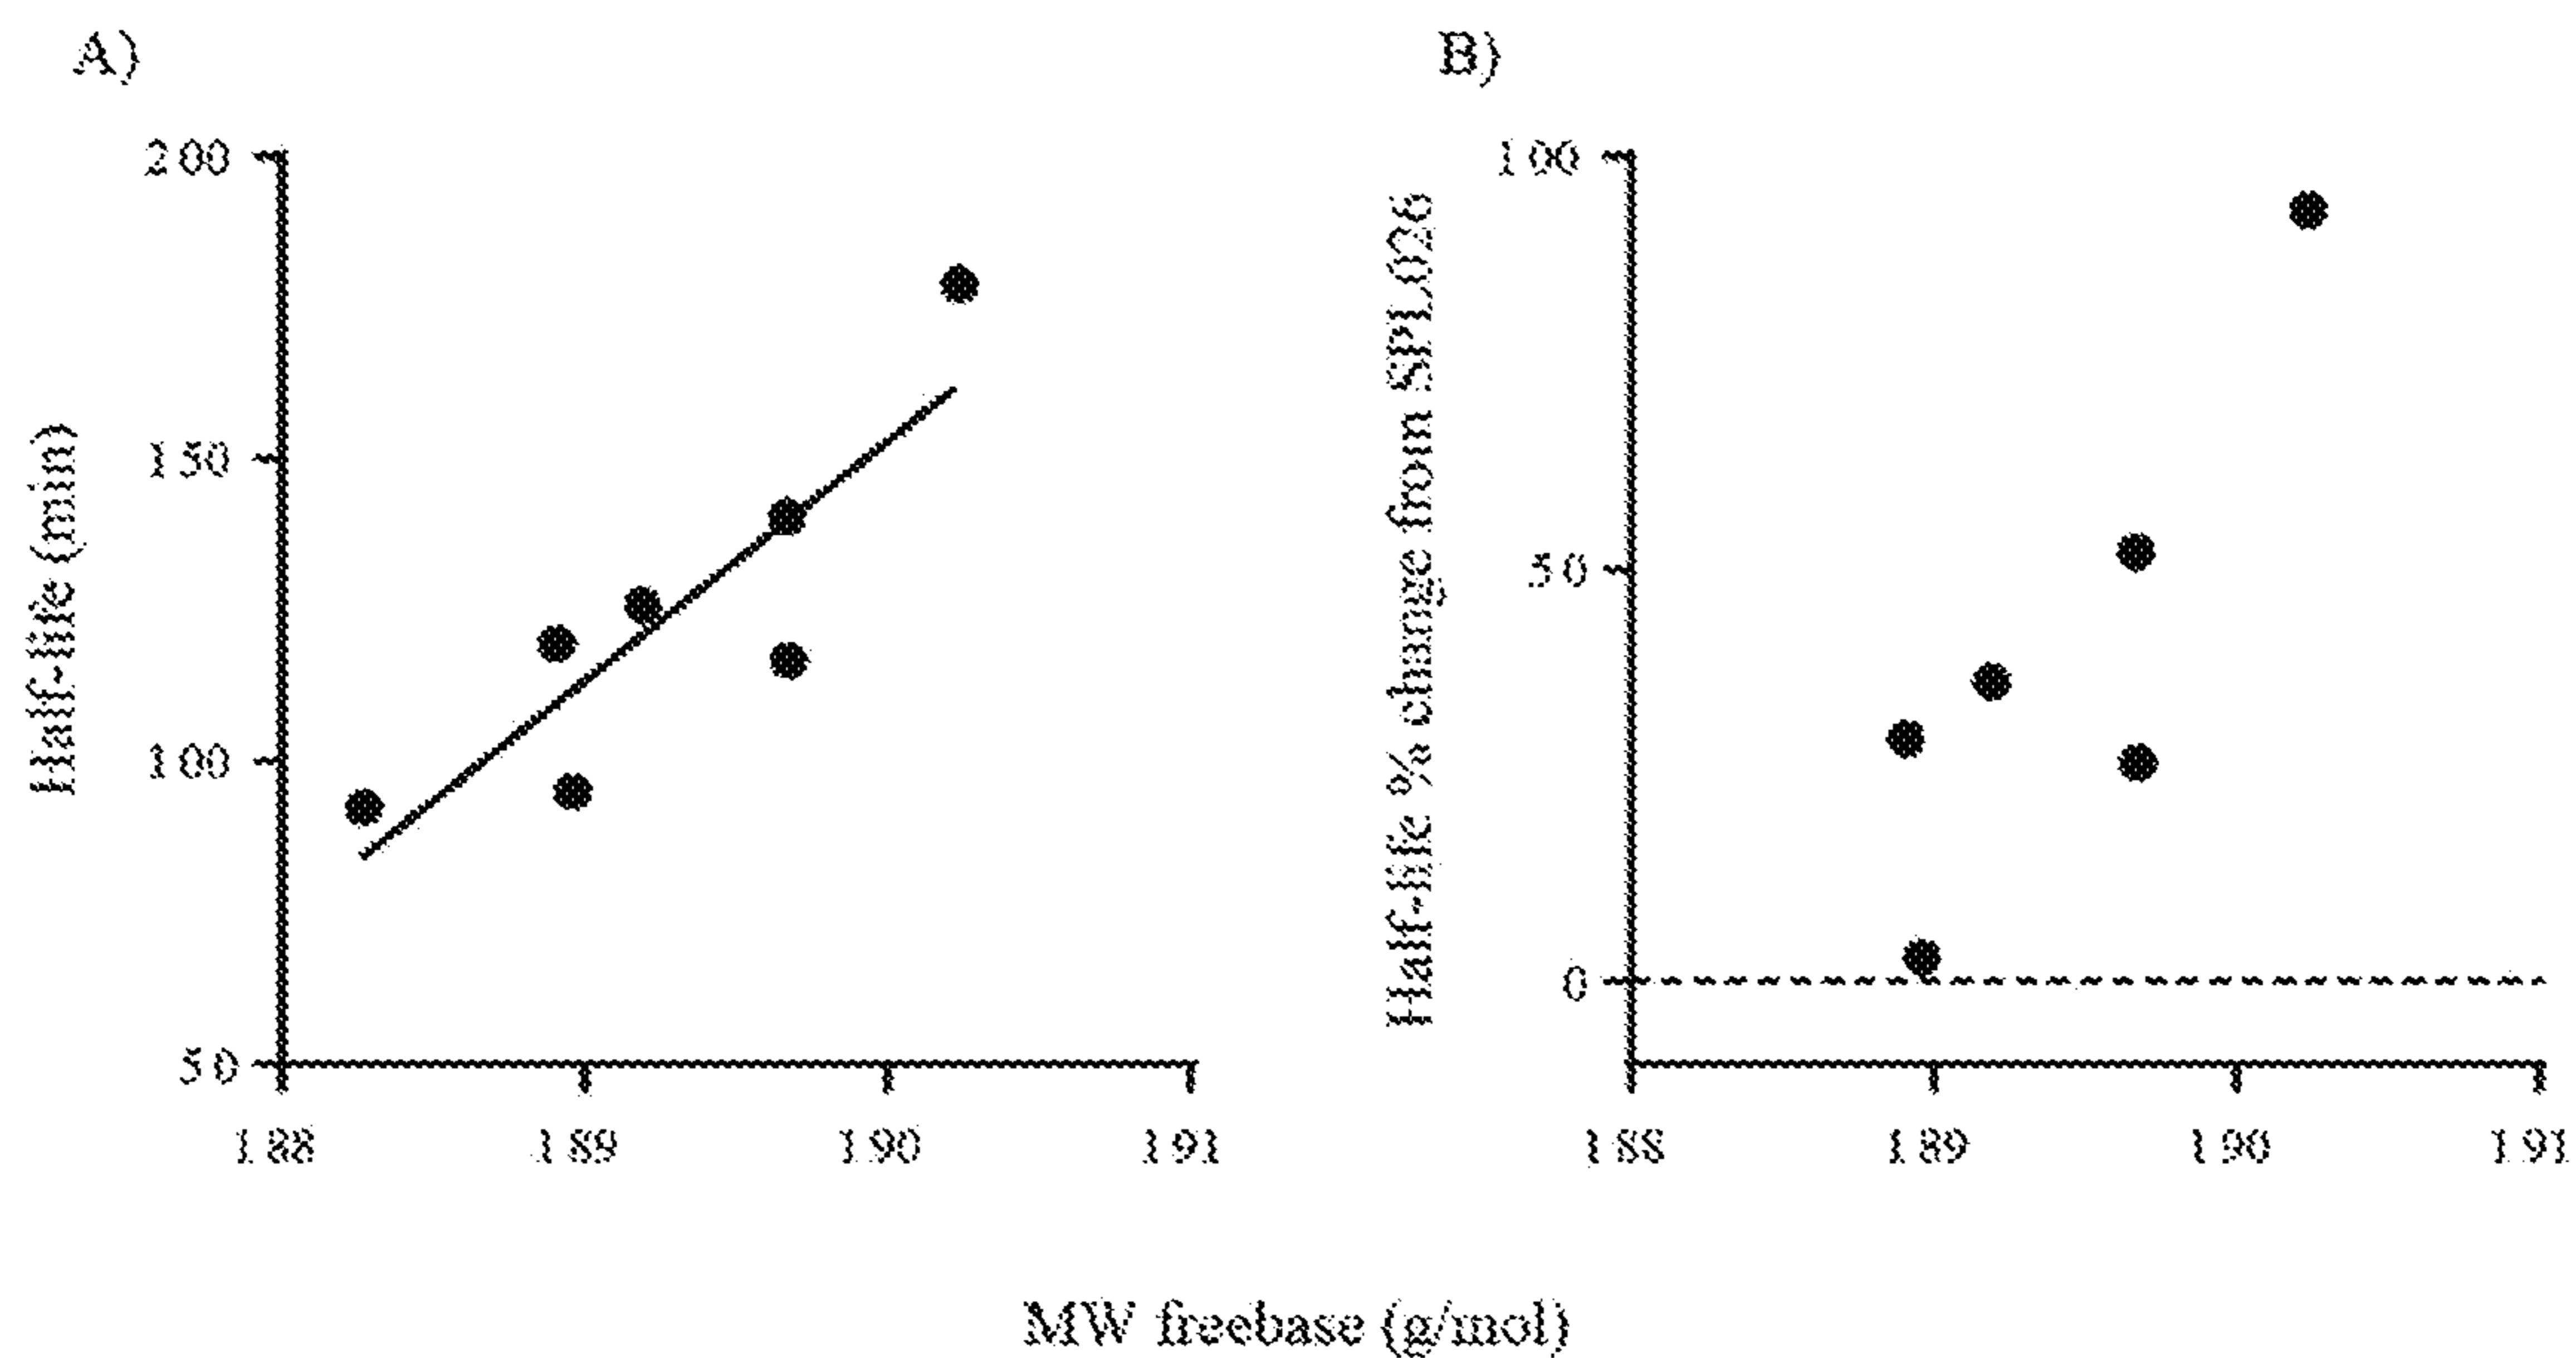 A)
Half-life (min)
200
150
100
50
188 189 190 191
B)
Half-life % change from SPL026
100
50
0
188 189 190 191
MW freebase (g/mol)